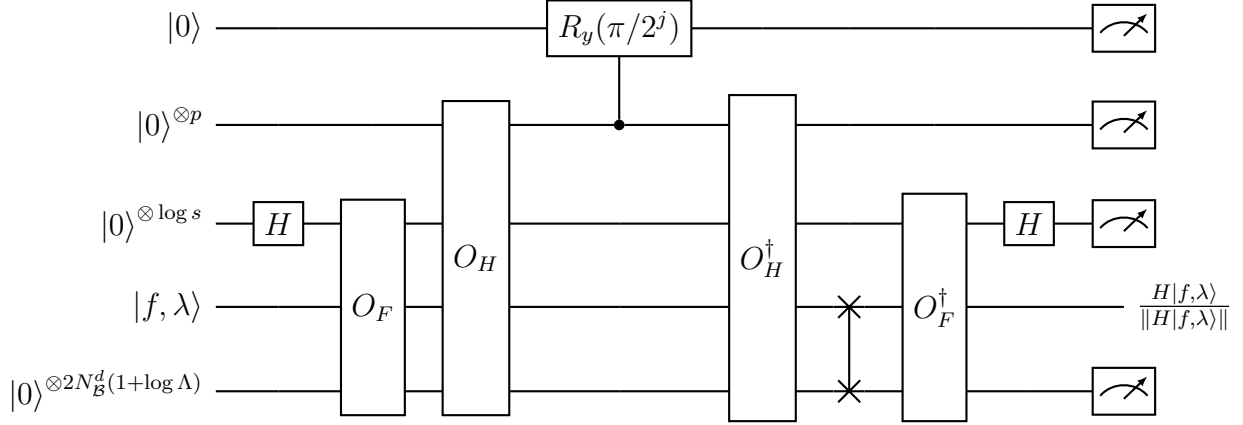 |0⟩ R_y(π/2^j)
|0⟩^{⊗p}
|0⟩^{⊗ log s} H O_F O_H O_H^† O_F^† H
|f, λ⟩ H|f,λ⟩ / ‖H|f,λ⟩‖
|0⟩^{⊗2N_𝓑^d(1+log Λ)}